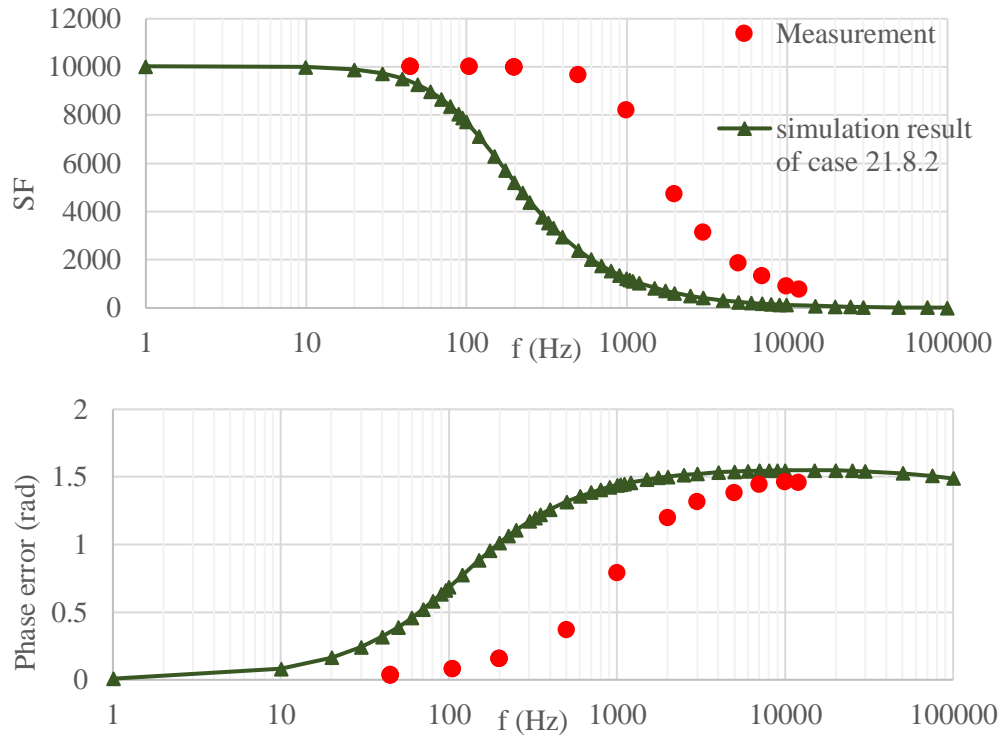 12000
10000
8000
6000
4000
2000
0
SF
Measurement
simulation result
of case 21.8.2
1 10 100 1000 10000 100000
f (Hz)
2
1.5
1
0.5
0
Phase error (rad)
1 10 100 1000 10000 100000
f (Hz)